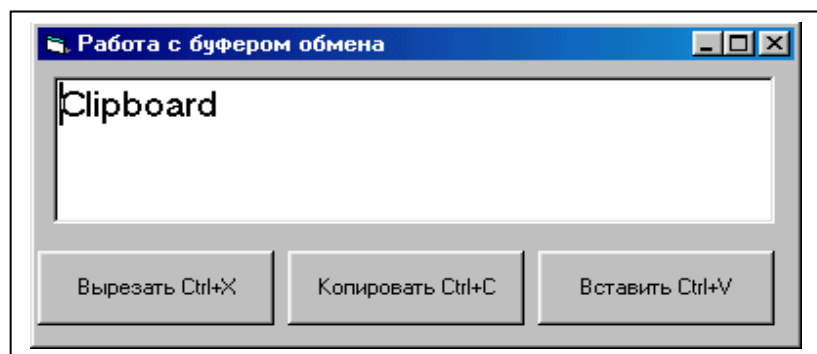 Работа с буфером обмена
Clipboard
Вырезать Ctrl+X
Копировать Ctrl+C
Вставить Ctrl+V